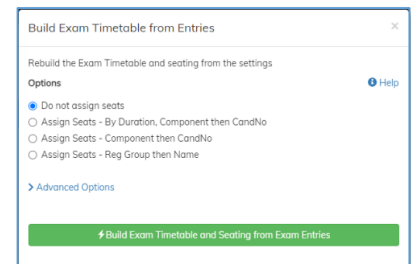 Build Exam Timetable from Entries ×
Rebuild the Exam Timetable and seating from the settings
Options Help
Do not assign seats
Assign Seats - By Duration, Component then CandNo
Assign Seats - Component then CandNo
Assign Seats - Reg Group then Name
Advanced Options
Build Exam Timetable and Seating from Exam Entries